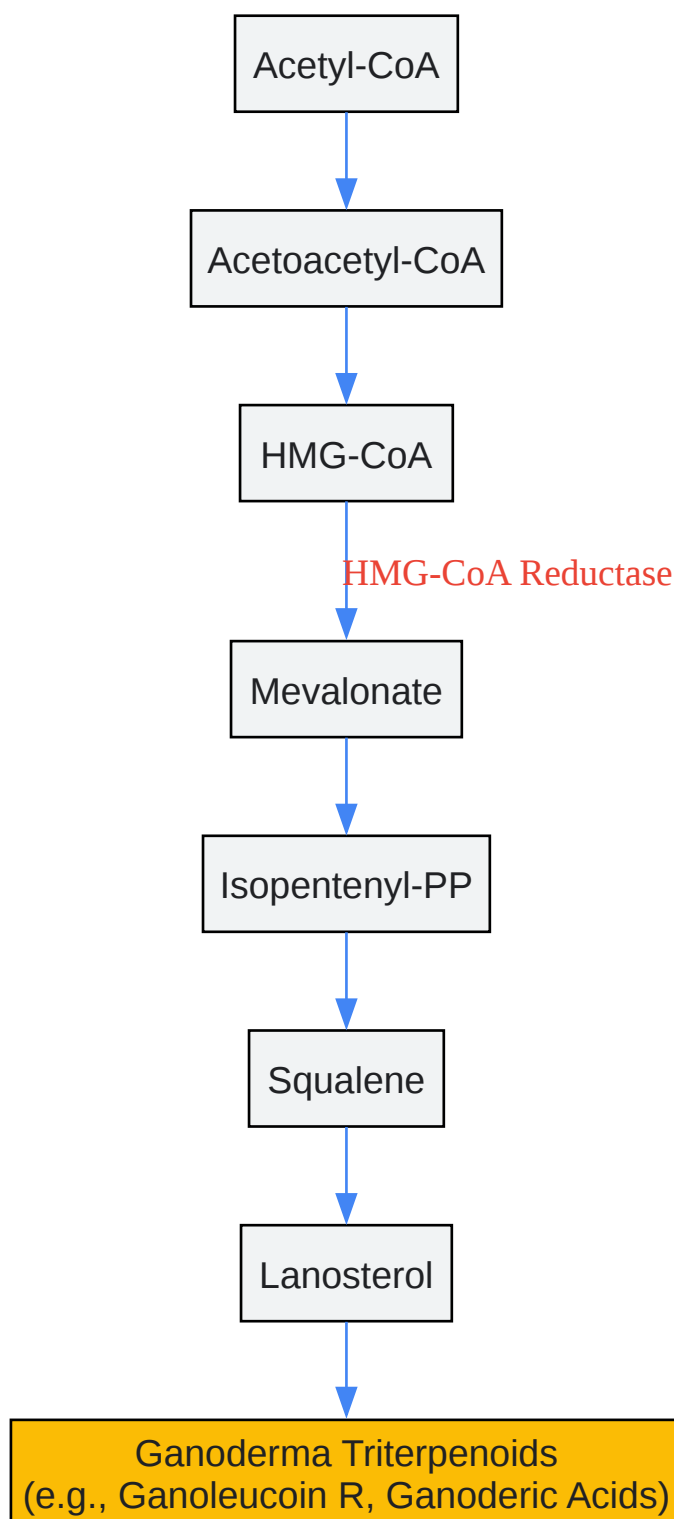 Acetyl-CoA
Acetoacetyl-CoA
HMG-CoA
HMG-CoA Reductase
Mevalonate
Isopentenyl-PP
Squalene
Lanosterol
Ganoderma Triterpenoids
(e.g., Ganoleucoin R, Ganoderic Acids)